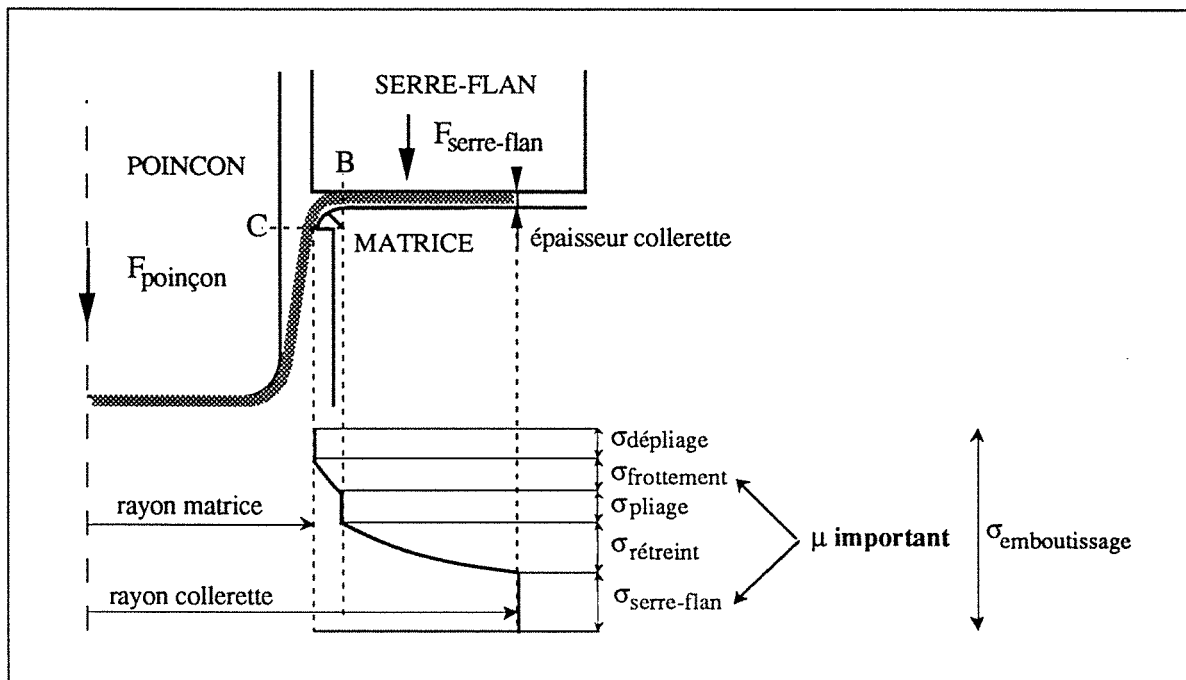 SERRE-FLAN
Fserre-flan
B
POINCON
C
MATRICE
épaisseur collerette
Fpoinçon
σdépliage
σfrottement
σpliage
rayon matrice
μ important
σemboutissage
σrétreint
rayon collerette
σserre-flan